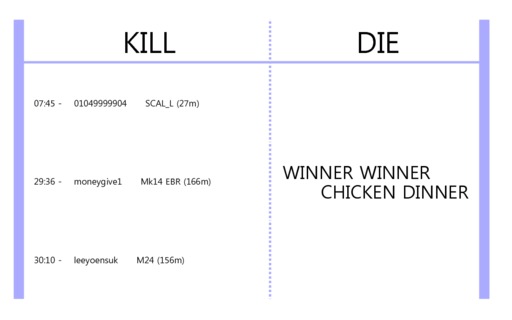 KILL
DIE
07:45 - 01049999904 SCAL_L (27m)
29:36 - moneygive1 Mk14 EBR (166m)
30:10 - leeyoensuk M24 (156m)
WINNER WINNER
CHICKEN DINNER